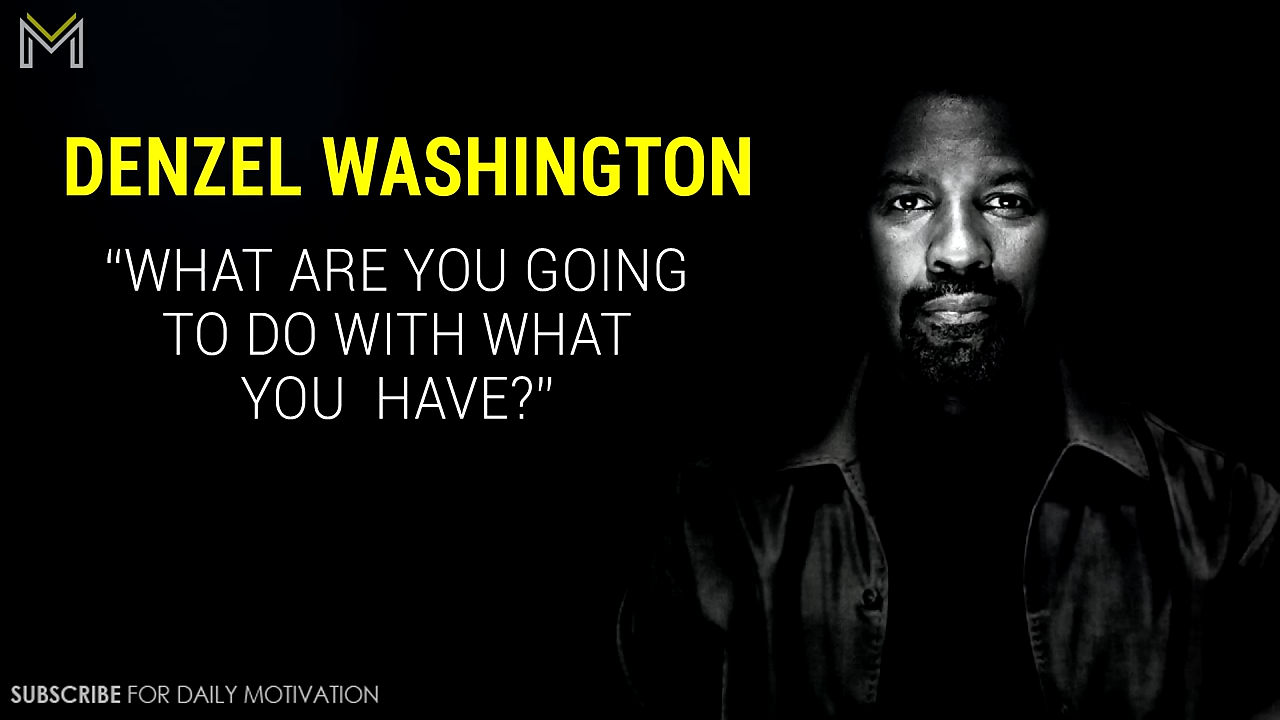 DENZEL WASHINGTON
“WHAT ARE YOU GOING
TO DO WITH WHAT
YOU HAVE?”
SUBSCRIBE FOR DAILY MOTIVATION